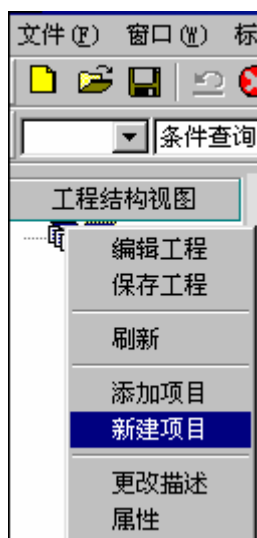 文件(F) 窗口(W) 标
条件查询
工程结构视图
编辑工程
保存工程
刷新
添加项目
新建项目
更改描述
属性